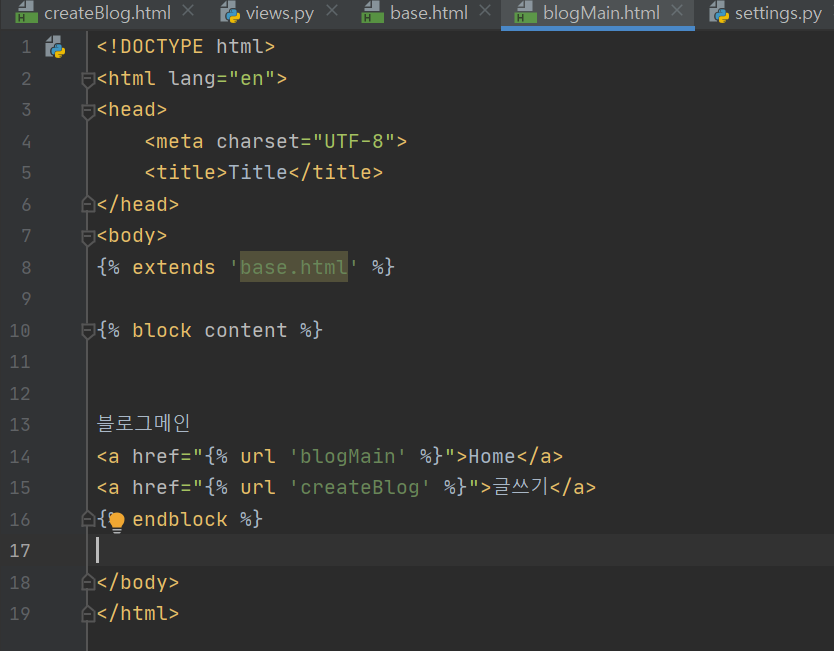 createBlog.html views.py base.html blogMain.html settings.py
1 <!DOCTYPE html>
2 <html lang="en">
3 <head>
4 <meta charset="UTF-8">
5 <title>Title</title>
6 </head>
7 <body>
8 {% extends 'base.html' %}
9
10 {% block content %}
11
12
13 블로그메인
14 <a href="{% url 'blogMain' %}">Home</a>
15 <a href="{% url 'createBlog' %}">글쓰기</a>
16 {% endblock %}
17
18 </body>
19 </html>